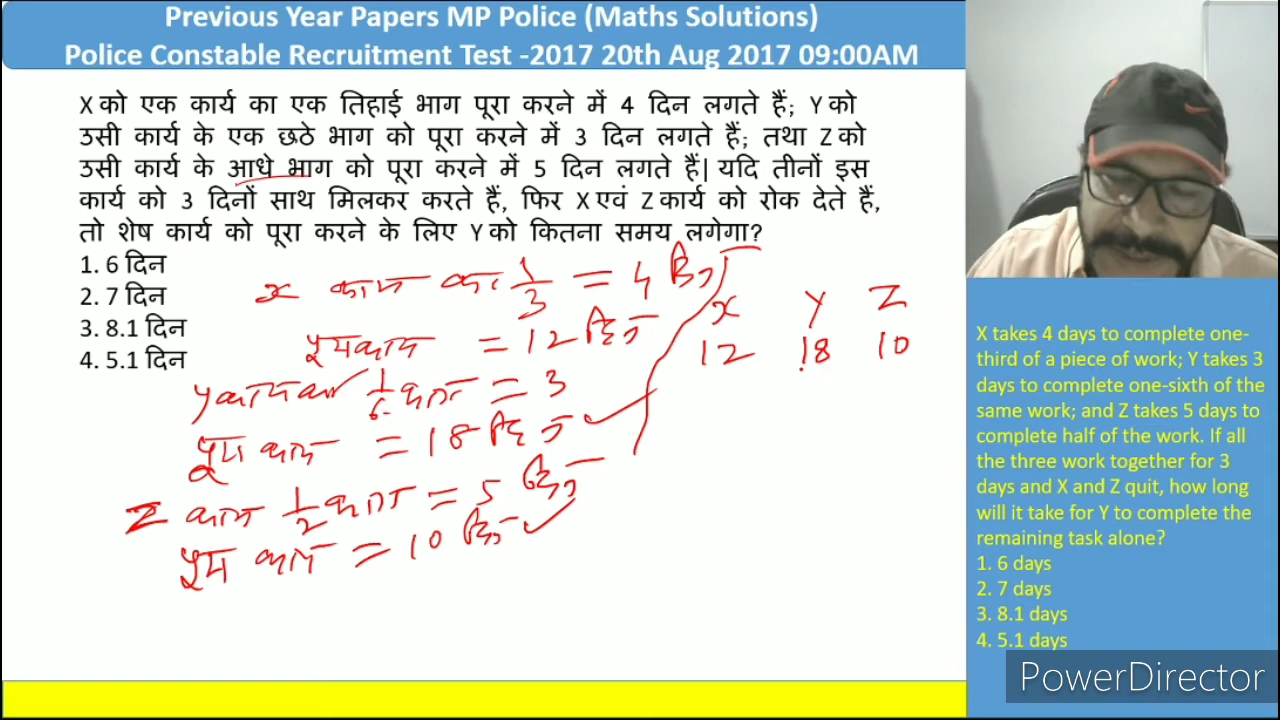 Previous Year Papers MP Police (Maths Solutions)
Police Constable Recruitment Test -2017 20th Aug 2017 09:00AM
X को एक कार्य का एक तिहाई भाग पूरा करने में 4 दिन लगते हैं; Y को
उसी कार्य के एक छठे भाग को पूरा करने में 3 दिन लगते हैं; तथा Z को
उसी कार्य के आधे भाग को पूरा करने में 5 दिन लगते हैं| यदि तीनों इस
कार्य को 3 दिनों साथ मिलकर करते हैं, फिर X एवं Z कार्य को रोक देते हैं,
तो शेष कार्य को पूरा करने के लिए Y को कितना समय लगेगा?
1. 6 दिन
2. 7 दिन
3. 8.1 दिन
4. 5.1 दिन
x काम का 1/3 = 4 दिन
= 12 दिन
X Y Z
12 18 10
1/6 = 3
= 18 दिन
Z 1/2 = 5 दिन
= 10 दिन
X takes 4 days to complete one-
third of a piece of work; Y takes 3
days to complete one-sixth of the
same work; and Z takes 5 days to
complete half of the work. If all
the three work together for 3
days and X and Z quit, how long
will it take for Y to complete the
remaining task alone?
1. 6 days
2. 7 days
3. 8.1 days
4. 5.1 days
PowerDirector